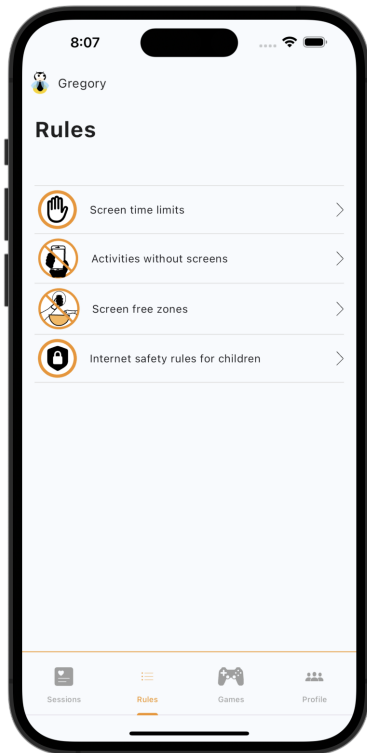 8:07
Gregory
Rules
Screen time limits
Activities without screens
Screen free zones
Internet safety rules for children
Sessions
Rules
Games
Profile